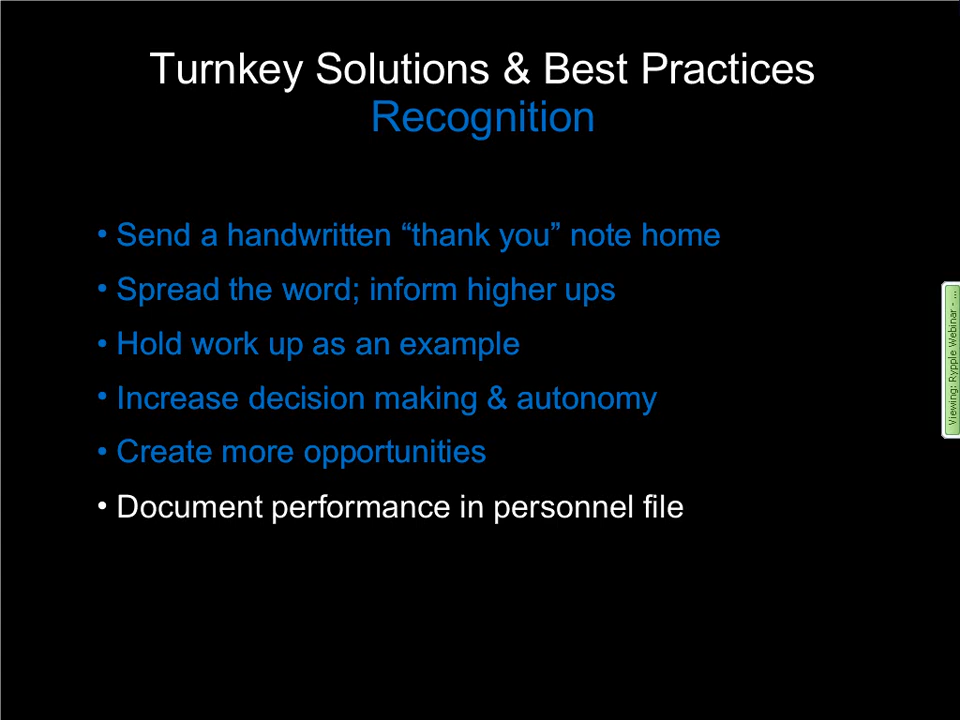 Turnkey Solutions & Best Practices
Recognition
• Send a handwritten “thank you” note home
• Spread the word; inform higher ups
• Hold work up as an example
• Increase decision making & autonomy
• Create more opportunities
• Document performance in personnel file
Viewing: Rypple Webinar - ...